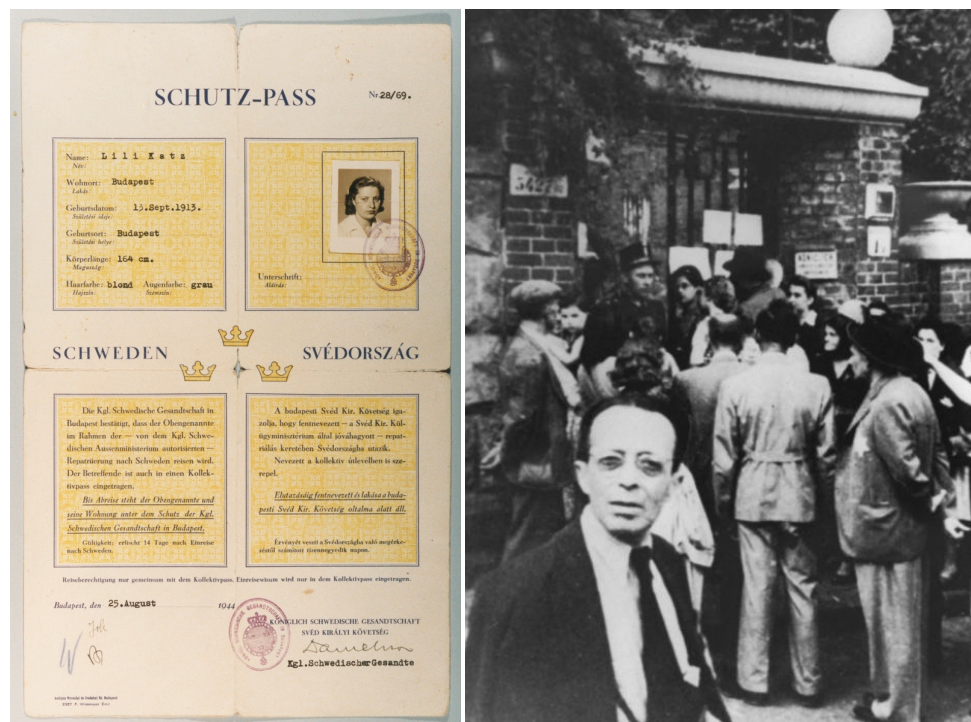 SCHUTZ-PASS
Nr. 28/69.
Name: Lili Katz
Név:
Wohnort: Budapest
Lakás:
Geburtsdatum: 13.Sept.1913.
Születési ideje:
Geburtsort: Budapest
Születési helye:
Körperlänge: 164 cm.
Magasság:
Haarfarbe: blond Augenfarbe: grau
Hajszín: Szemszín:
Unterschrift:
Aláírás:
SCHWEDEN
SVÉDORSZÁG
Die Kgl. Schwedische Gesandtschaft in
Budapest bestätigt, dass der Obengenannte
im Rahmen der — von dem Kgl. Schwe-
dischen Aussenministerium autorisierten —
Repatriierung nach Schweden reisen wird.
Der Betreffende ist auch in einen Kollek-
tivpass eingetragen.
Bis Abreise steht der Obengenannte und
seine Wohnung unter dem Schutz der Kgl.
Schwedischen Gesandtschaft in Budapest.
Gültigkeit: erlischt 14 Tage nach Einreise
nach Schweden.
A budapesti Svéd Kir. Követség iga-
zolja, hogy fentnevezett — a Svéd Kir. Kül-
ügyminisztérium által jóváhagyott — repat-
riálás keretében Svédországba utazik.
Nevezett a kollektív útlevélben is sze-
repel.
Elutazásáig fentnevezett és lakása a buda-
pesti Svéd Kir. Követség oltalma alatt áll.
Érvényét veszti a Svédországba való megérke-
zéstől számított tizennegyedik napon.
Reiseberechtigung nur gemeinsam mit dem Kollektivpass. Einreisevisum wird nur in dem Kollektivpass eingetragen.
Budapest, den 25.August 1944
KÖNIGLICH SCHWEDISCHE GESANDTSCHAFT
SVÉD KIRÁLYI KÖVETSÉG
Kgl.SchwedischerGesandte